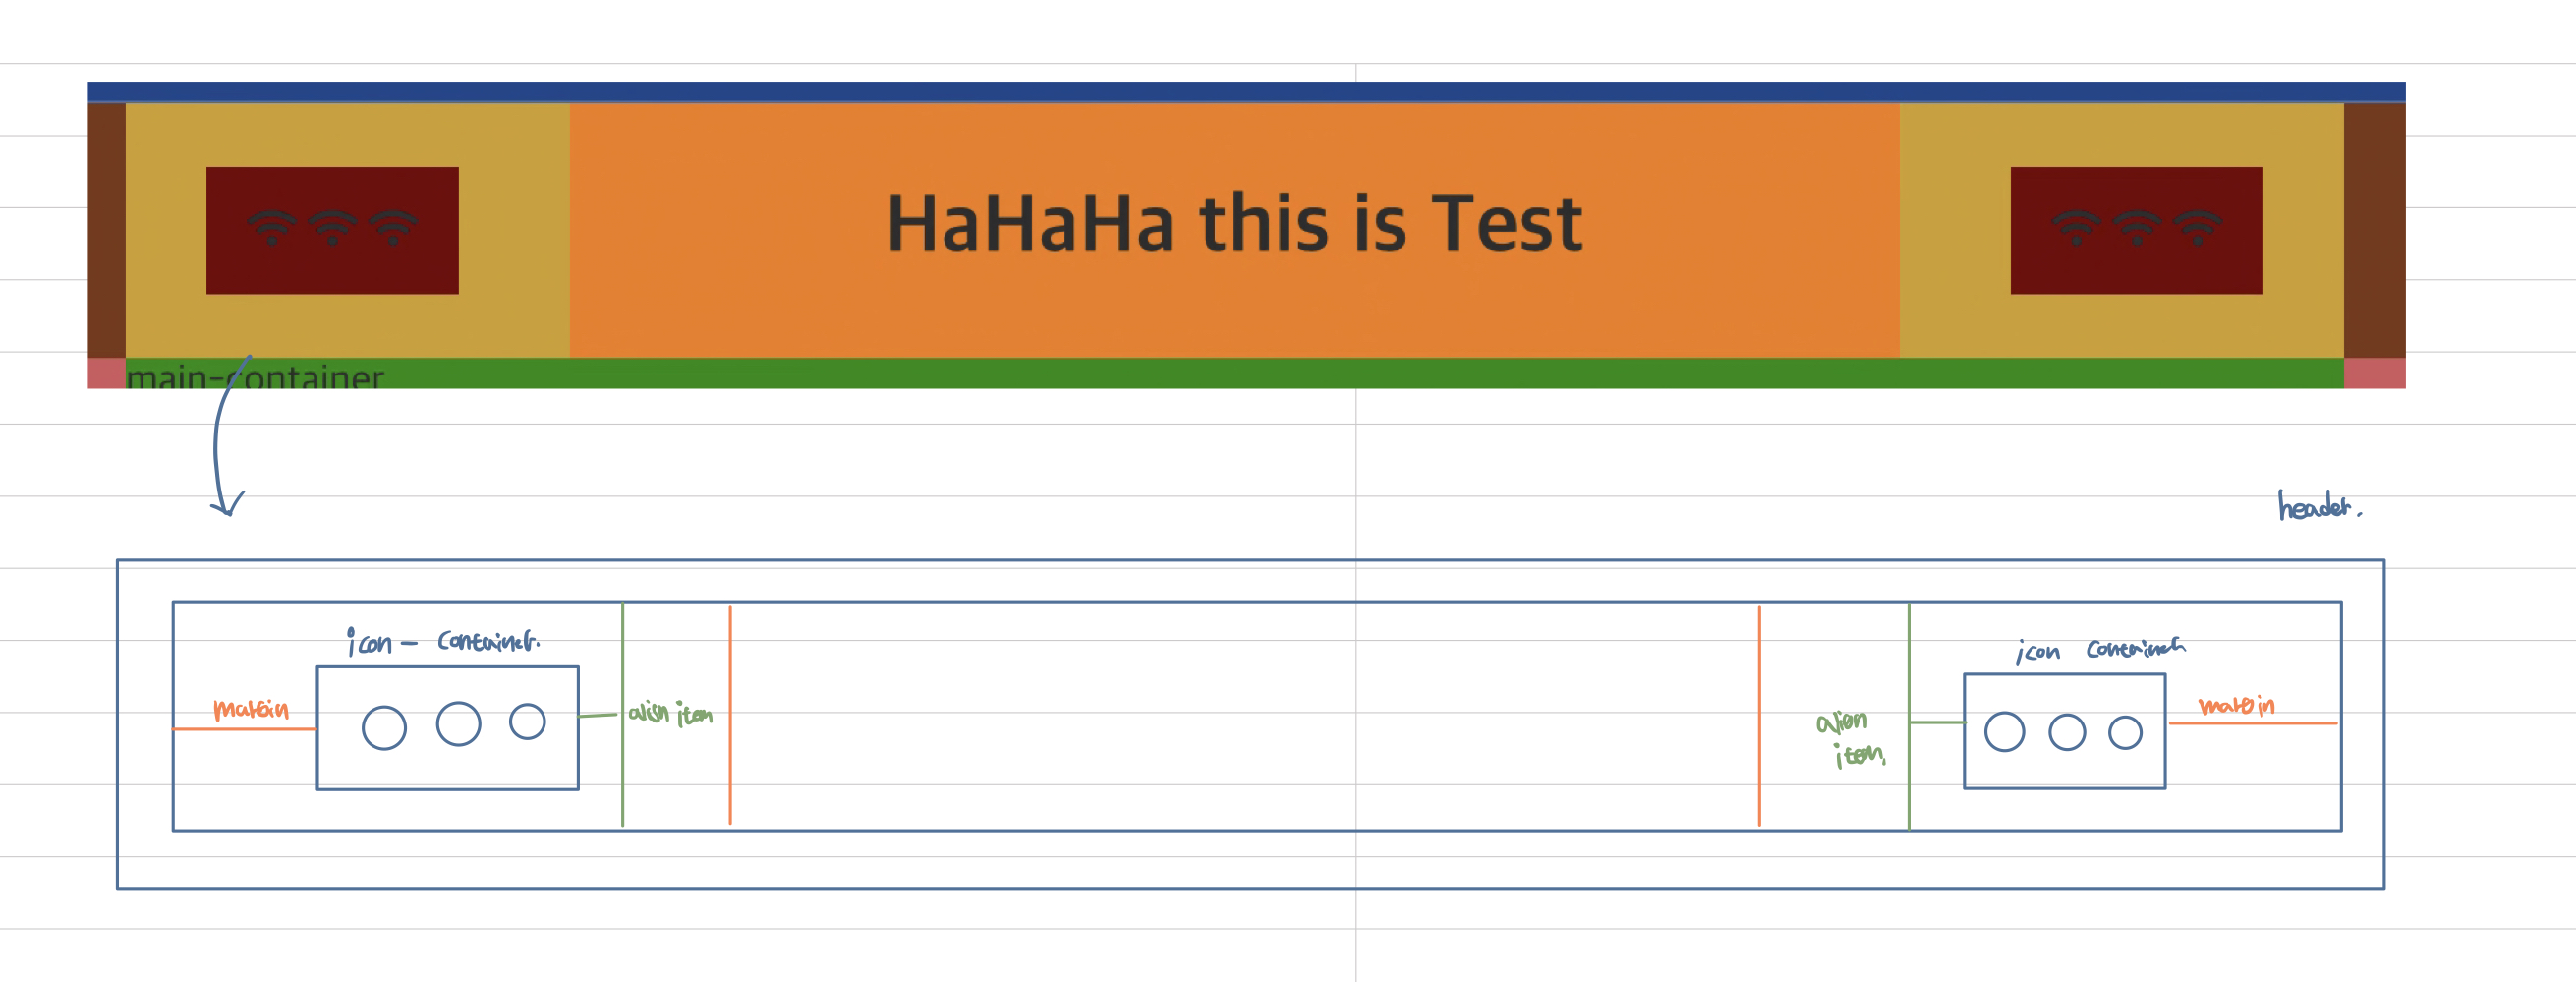 HaHaHa this is Test
main-container
header.
icon - container.
icon container
margin
align item
align
item.
margin